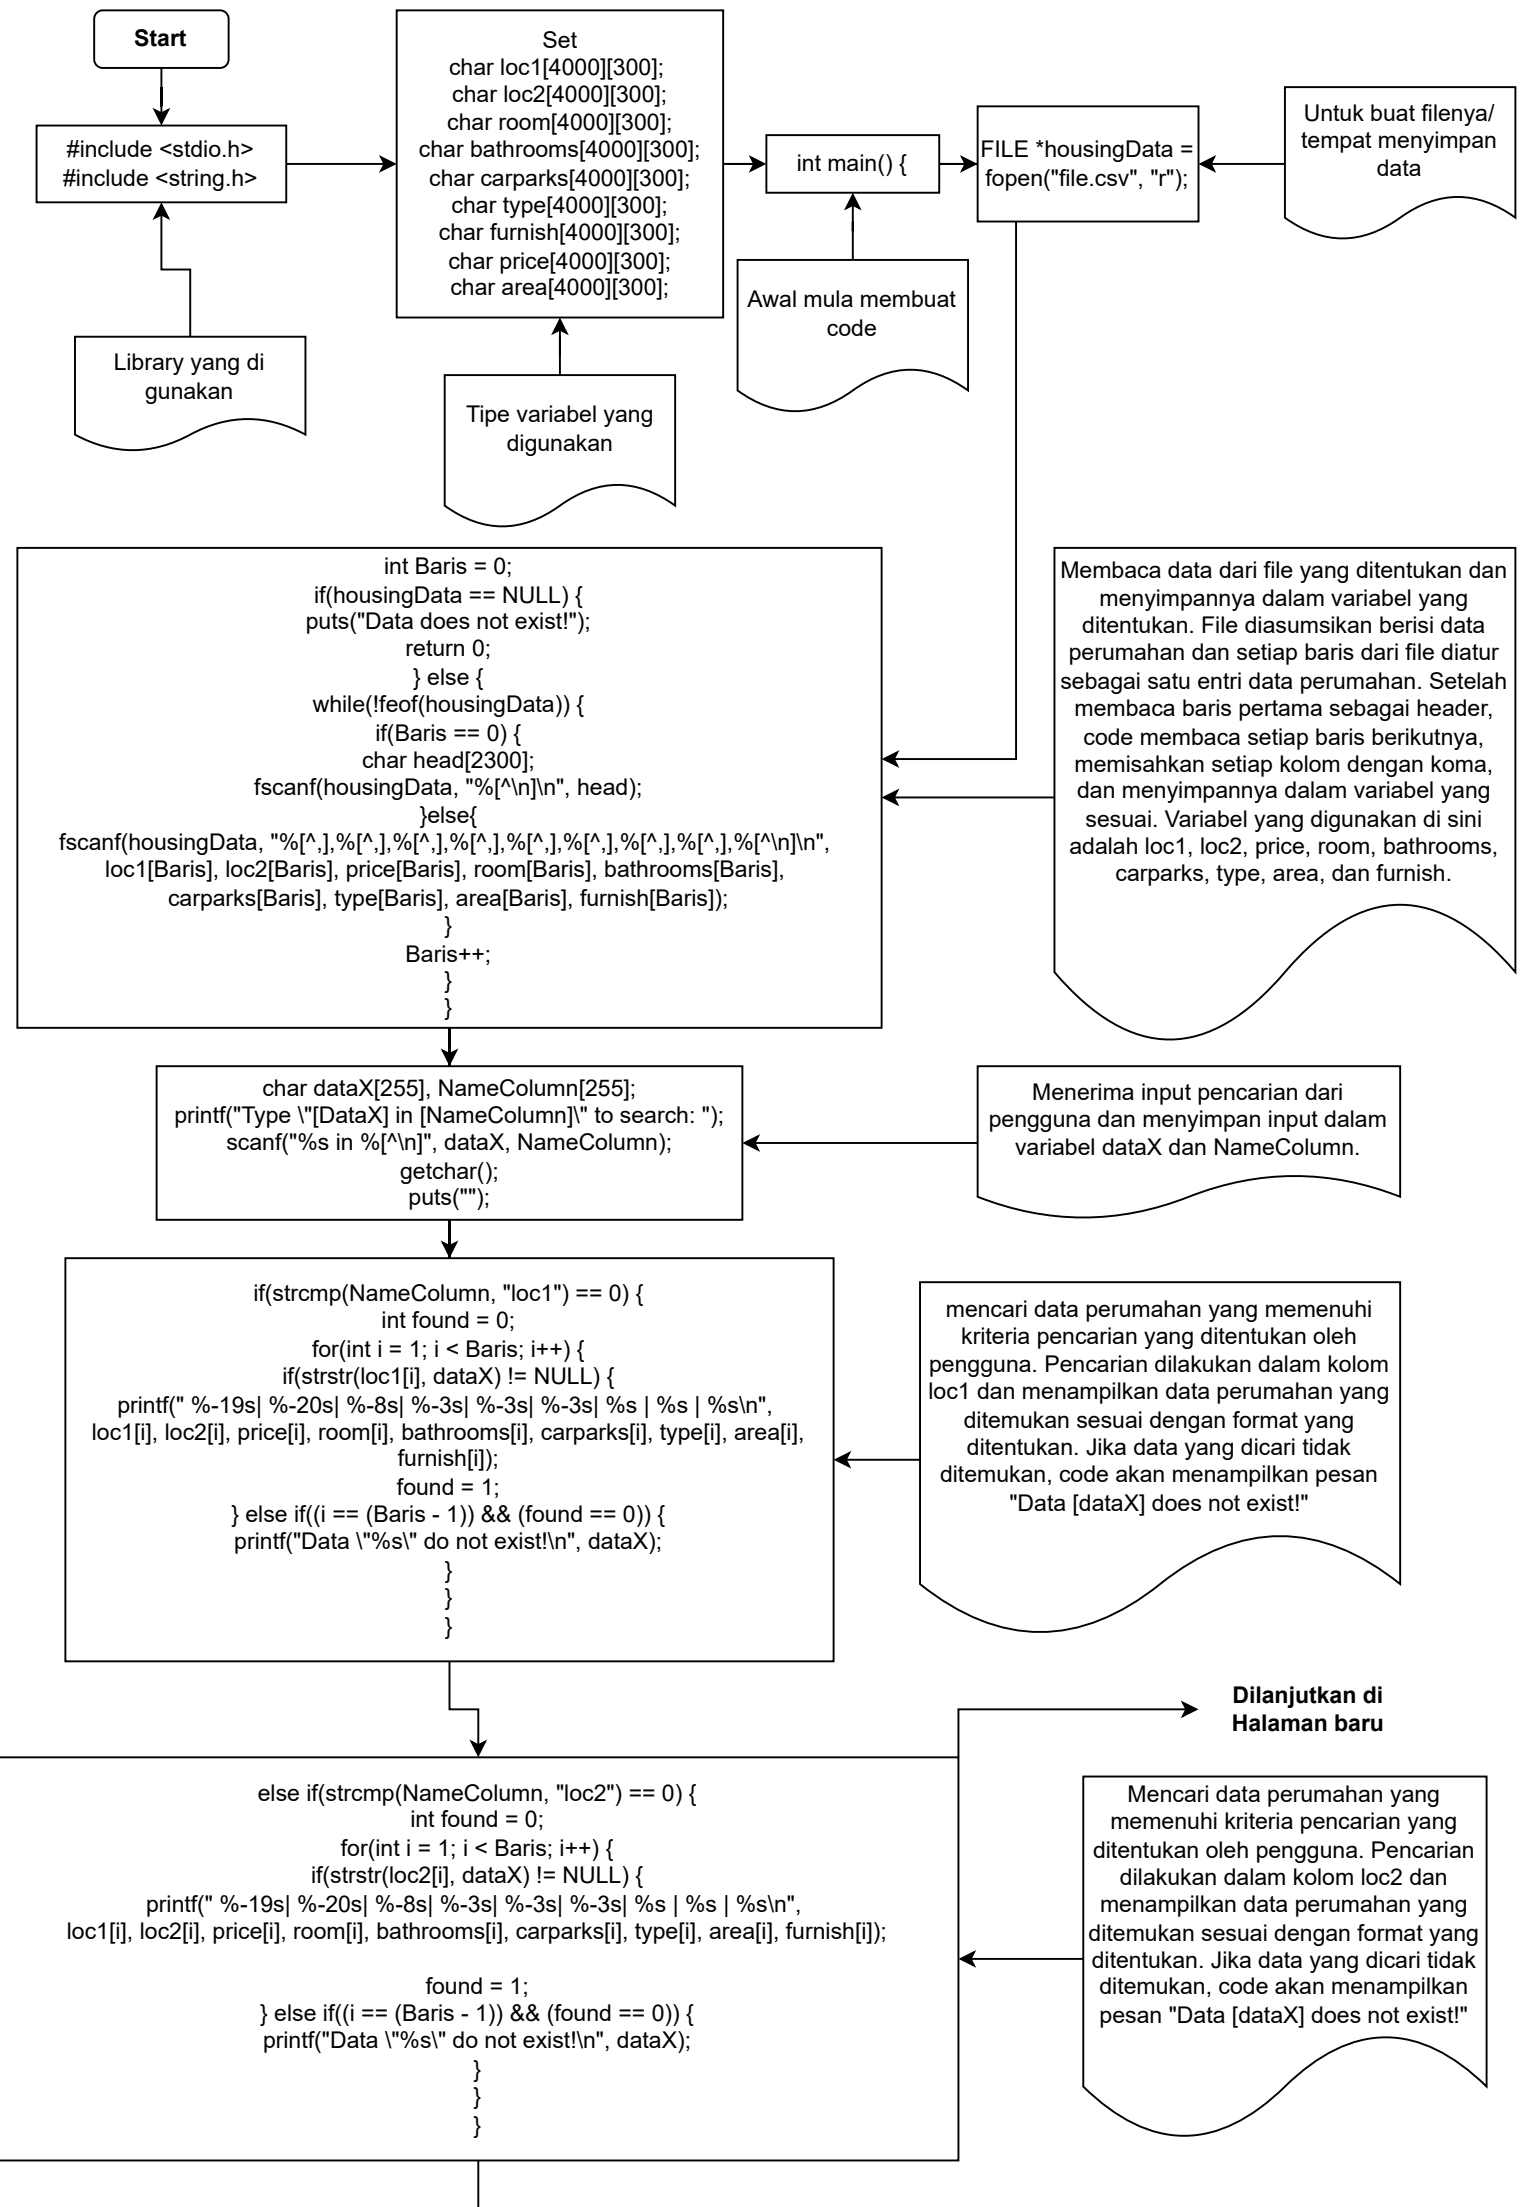 Start
#include <stdio.h>
#include <string.h>
Library yang di
gunakan
Set
char loc1[4000][300];
char loc2[4000][300];
char room[4000][300];
char bathrooms[4000][300];
char carparks[4000][300];
char type[4000][300];
char furnish[4000][300];
char price[4000][300];
char area[4000][300];
Tipe variabel yang
digunakan
int main() {
Awal mula membuat
code
FILE *housingData =
fopen("file.csv", "r");
Untuk buat filenya/
tempat menyimpan
data
int Baris = 0;
if(housingData == NULL) {
puts("Data does not exist!");
return 0;
} else {
while(!feof(housingData)) {
if(Baris == 0) {
char head[2300];
fscanf(housingData, "%[^\n]\n", head);
}else{
fscanf(housingData, "%[^,],%[^,],%[^,],%[^,],%[^,],%[^,],%[^,],%[^,],%[^\n]\n",
loc1[Baris], loc2[Baris], price[Baris], room[Baris], bathrooms[Baris],
carparks[Baris], type[Baris], area[Baris], furnish[Baris]);
}
Baris++;
}
}
Membaca data dari file yang ditentukan dan
menyimpannya dalam variabel yang
ditentukan. File diasumsikan berisi data
perumahan dan setiap baris dari file diatur
sebagai satu entri data perumahan. Setelah
membaca baris pertama sebagai header,
code membaca setiap baris berikutnya,
memisahkan setiap kolom dengan koma,
dan menyimpannya dalam variabel yang
sesuai. Variabel yang digunakan di sini
adalah loc1, loc2, price, room, bathrooms,
carparks, type, area, dan furnish.
char dataX[255], NameColumn[255];
printf("Type \"[DataX] in [NameColumn]\" to search: ");
scanf("%s in %[^\n]", dataX, NameColumn);
getchar();
puts("");
Menerima input pencarian dari
pengguna dan menyimpan input dalam
variabel dataX dan NameColumn.
if(strcmp(NameColumn, "loc1") == 0) {
int found = 0;
for(int i = 1; i < Baris; i++) {
if(strstr(loc1[i], dataX) != NULL) {
printf(" %-19s| %-20s| %-8s| %-3s| %-3s| %-3s| %s | %s | %s\n",
loc1[i], loc2[i], price[i], room[i], bathrooms[i], carparks[i], type[i], area[i],
furnish[i]);
found = 1;
} else if((i == (Baris - 1)) && (found == 0)) {
printf("Data \"%s\" do not exist!\n", dataX);
}
}
}
mencari data perumahan yang memenuhi
kriteria pencarian yang ditentukan oleh
pengguna. Pencarian dilakukan dalam kolom
loc1 dan menampilkan data perumahan yang
ditemukan sesuai dengan format yang
ditentukan. Jika data yang dicari tidak
ditemukan, code akan menampilkan pesan
"Data [dataX] does not exist!"
Dilanjutkan di
Halaman baru
else if(strcmp(NameColumn, "loc2") == 0) {
int found = 0;
for(int i = 1; i < Baris; i++) {
if(strstr(loc2[i], dataX) != NULL) {
printf(" %-19s| %-20s| %-8s| %-3s| %-3s| %-3s| %s | %s | %s\n",
loc1[i], loc2[i], price[i], room[i], bathrooms[i], carparks[i], type[i], area[i], furnish[i]);
found = 1;
} else if((i == (Baris - 1)) && (found == 0)) {
printf("Data \"%s\" do not exist!\n", dataX);
}
}
}
Mencari data perumahan yang
memenuhi kriteria pencarian yang
ditentukan oleh pengguna. Pencarian
dilakukan dalam kolom loc2 dan
menampilkan data perumahan yang
ditemukan sesuai dengan format yang
ditentukan. Jika data yang dicari tidak
ditemukan, code akan menampilkan
pesan "Data [dataX] does not exist!"